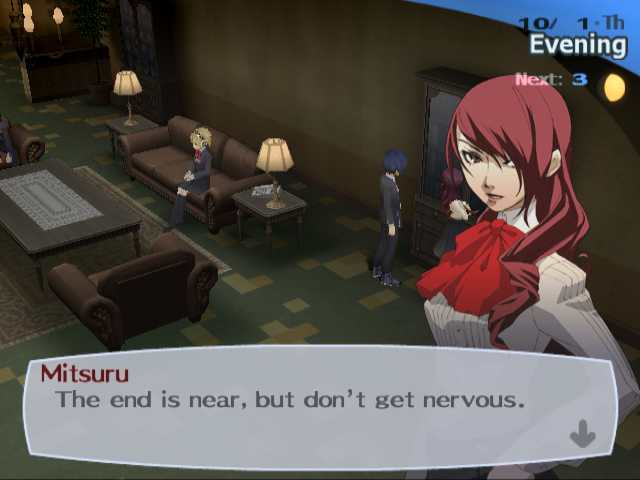 10/ 1·Th
Evening
Next: 3
Mitsuru
The end is near, but don't get nervous.